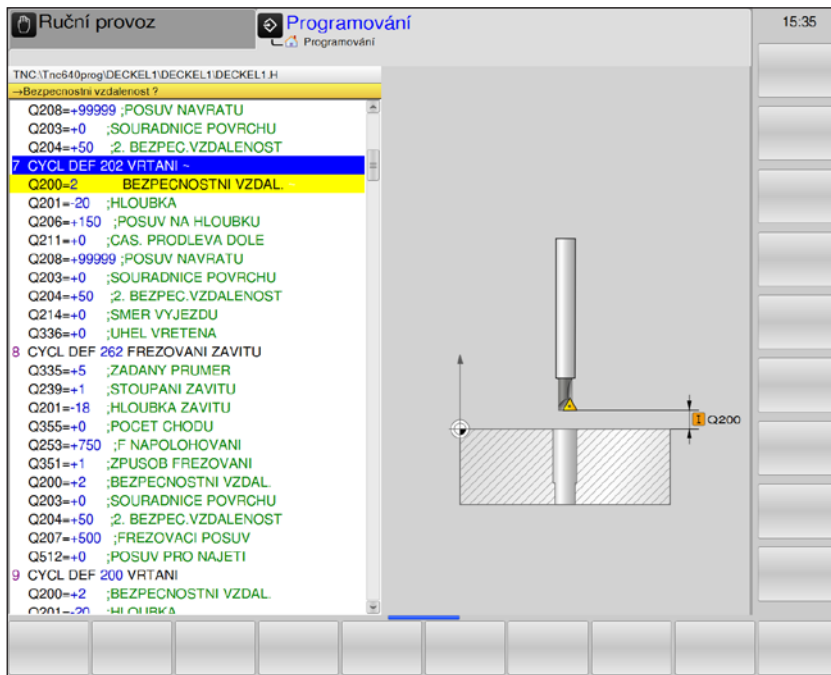 Ruční provoz
Programování
Programování
15:35
TNC:\Tnc640prog\DECKEL1\DECKEL1\DECKEL1.H
→Bezpecnostni vzdalenost ?
Q208=+99999 ;POSUV NAVRATU
Q203=+0 ;SOURADNICE POVRCHU
Q204=+50 ;2. BEZPEC.VZDALENOST
7 CYCL DEF 202 VRTANI ~
Q200=2 BEZPECNOSTNI VZDAL. ~
Q201=-20 ;HLOUBKA
Q206=+150 ;POSUV NA HLOUBKU
Q211=+0 ;CAS. PRODLEVA DOLE
Q208=+99999 ;POSUV NAVRATU
Q203=+0 ;SOURADNICE POVRCHU
Q204=+50 ;2. BEZPEC.VZDALENOST
Q214=+0 ;SMER VYJEZDU
Q336=+0 ;UHEL VRETENA
8 CYCL DEF 262 FREZOVANI ZAVITU
Q335=+5 ;ZADANY PRUMER
Q239=+1 ;STOUPANI ZAVITU
Q201=-18 ;HLOUBKA ZAVITU
Q355=+0 ;POCET CHODU
Q253=+750 ;F NAPOLOHOVANI
Q351=+1 ;ZPUSOB FREZOVANI
Q200=+2 ;BEZPECNOSTNI VZDAL.
Q203=+0 ;SOURADNICE POVRCHU
Q204=+50 ;2. BEZPEC.VZDALENOST
Q207=+500 ;FREZOVACI POSUV
Q512=+0 ;POSUV PRO NAJETI
9 CYCL DEF 200 VRTANI
Q200=+2 ;BEZPECNOSTNI VZDAL.
Q201=-20 ;HLOUBKA
I Q200